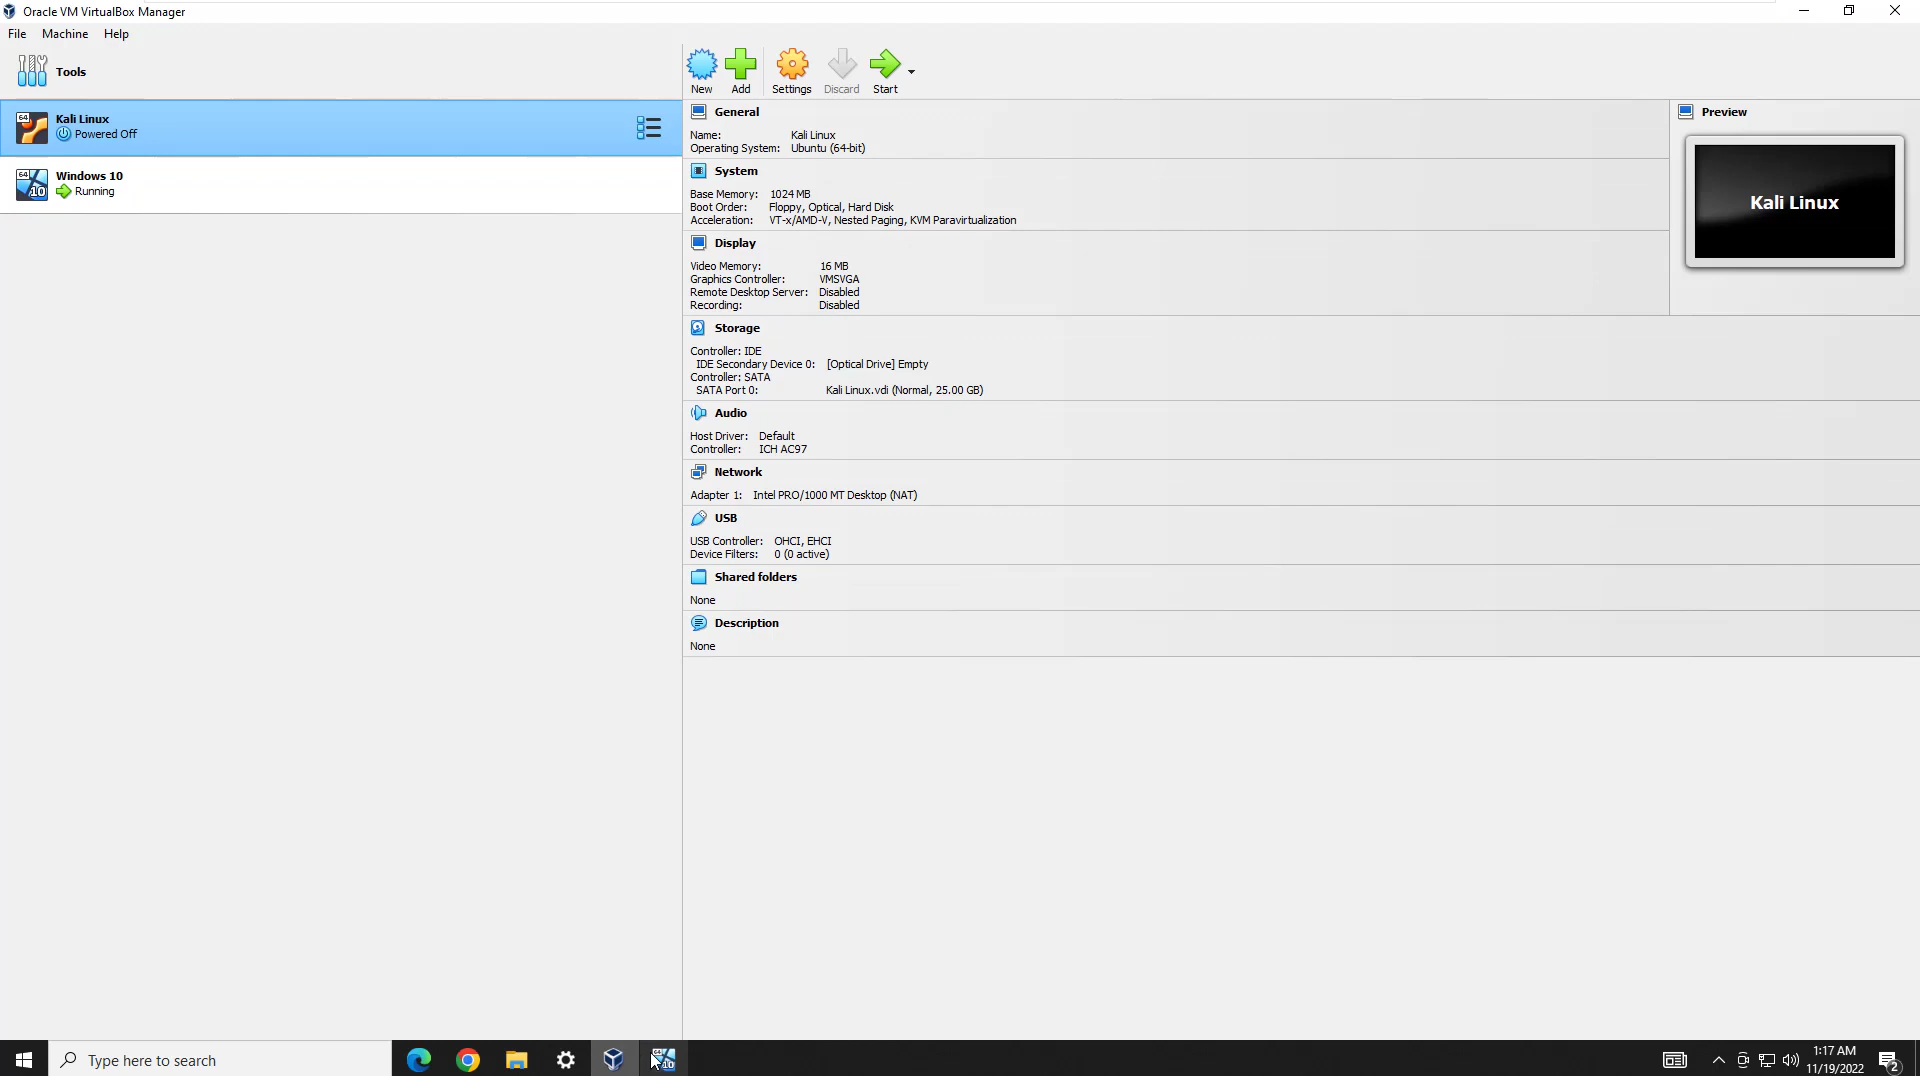 Oracle VM VirtualBox Manager
File Machine Help
Tools
64
Kali Linux
Powered Off
64
10
Windows 10
Running
New Add Settings Discard Start
General
Name: Kali Linux
Operating System: Ubuntu (64-bit)
System
Base Memory: 1024 MB
Boot Order: Floppy, Optical, Hard Disk
Acceleration: VT-x/AMD-V, Nested Paging, KVM Paravirtualization
Display
Video Memory: 16 MB
Graphics Controller: VMSVGA
Remote Desktop Server: Disabled
Recording: Disabled
Storage
Controller: IDE
IDE Secondary Device 0: [Optical Drive] Empty
Controller: SATA
SATA Port 0: Kali Linux.vdi (Normal, 25.00 GB)
Audio
Host Driver: Default
Controller: ICH AC97
Network
Adapter 1: Intel PRO/1000 MT Desktop (NAT)
USB
USB Controller: OHCI, EHCI
Device Filters: 0 (0 active)
Shared folders
None
Description
None
Preview
Kali Linux
Type here to search
10
1:17 AM
11/19/2022
2